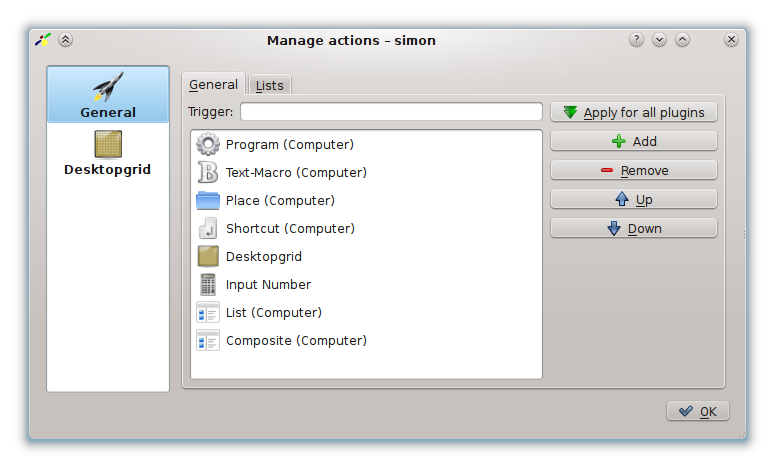 Manage actions – simon
General
Desktopgrid
General
Lists
Trigger:
Apply for all plugins
Program (Computer)
Text-Macro (Computer)
Place (Computer)
Shortcut (Computer)
Desktopgrid
Input Number
List (Computer)
Composite (Computer)
Add
Remove
Up
Down
OK